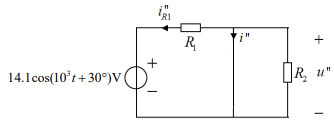 i"R1
R1
i"
+
+
14.1cos(10³t+30°)V
R2
u"
−
−